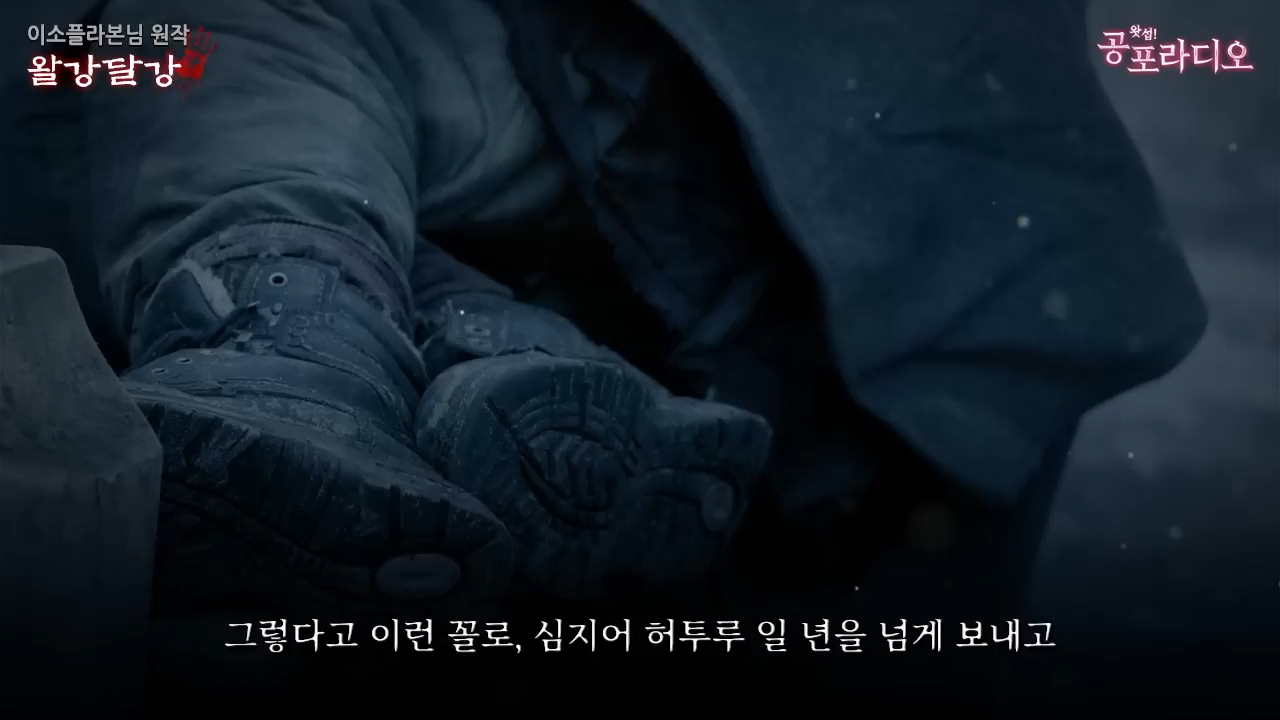 이소플라본님 원작
왈강달강
왓섭!
공포라디오
그렇다고 이런 꼴로, 심지어 허투루 일 년을 넘게 보내고